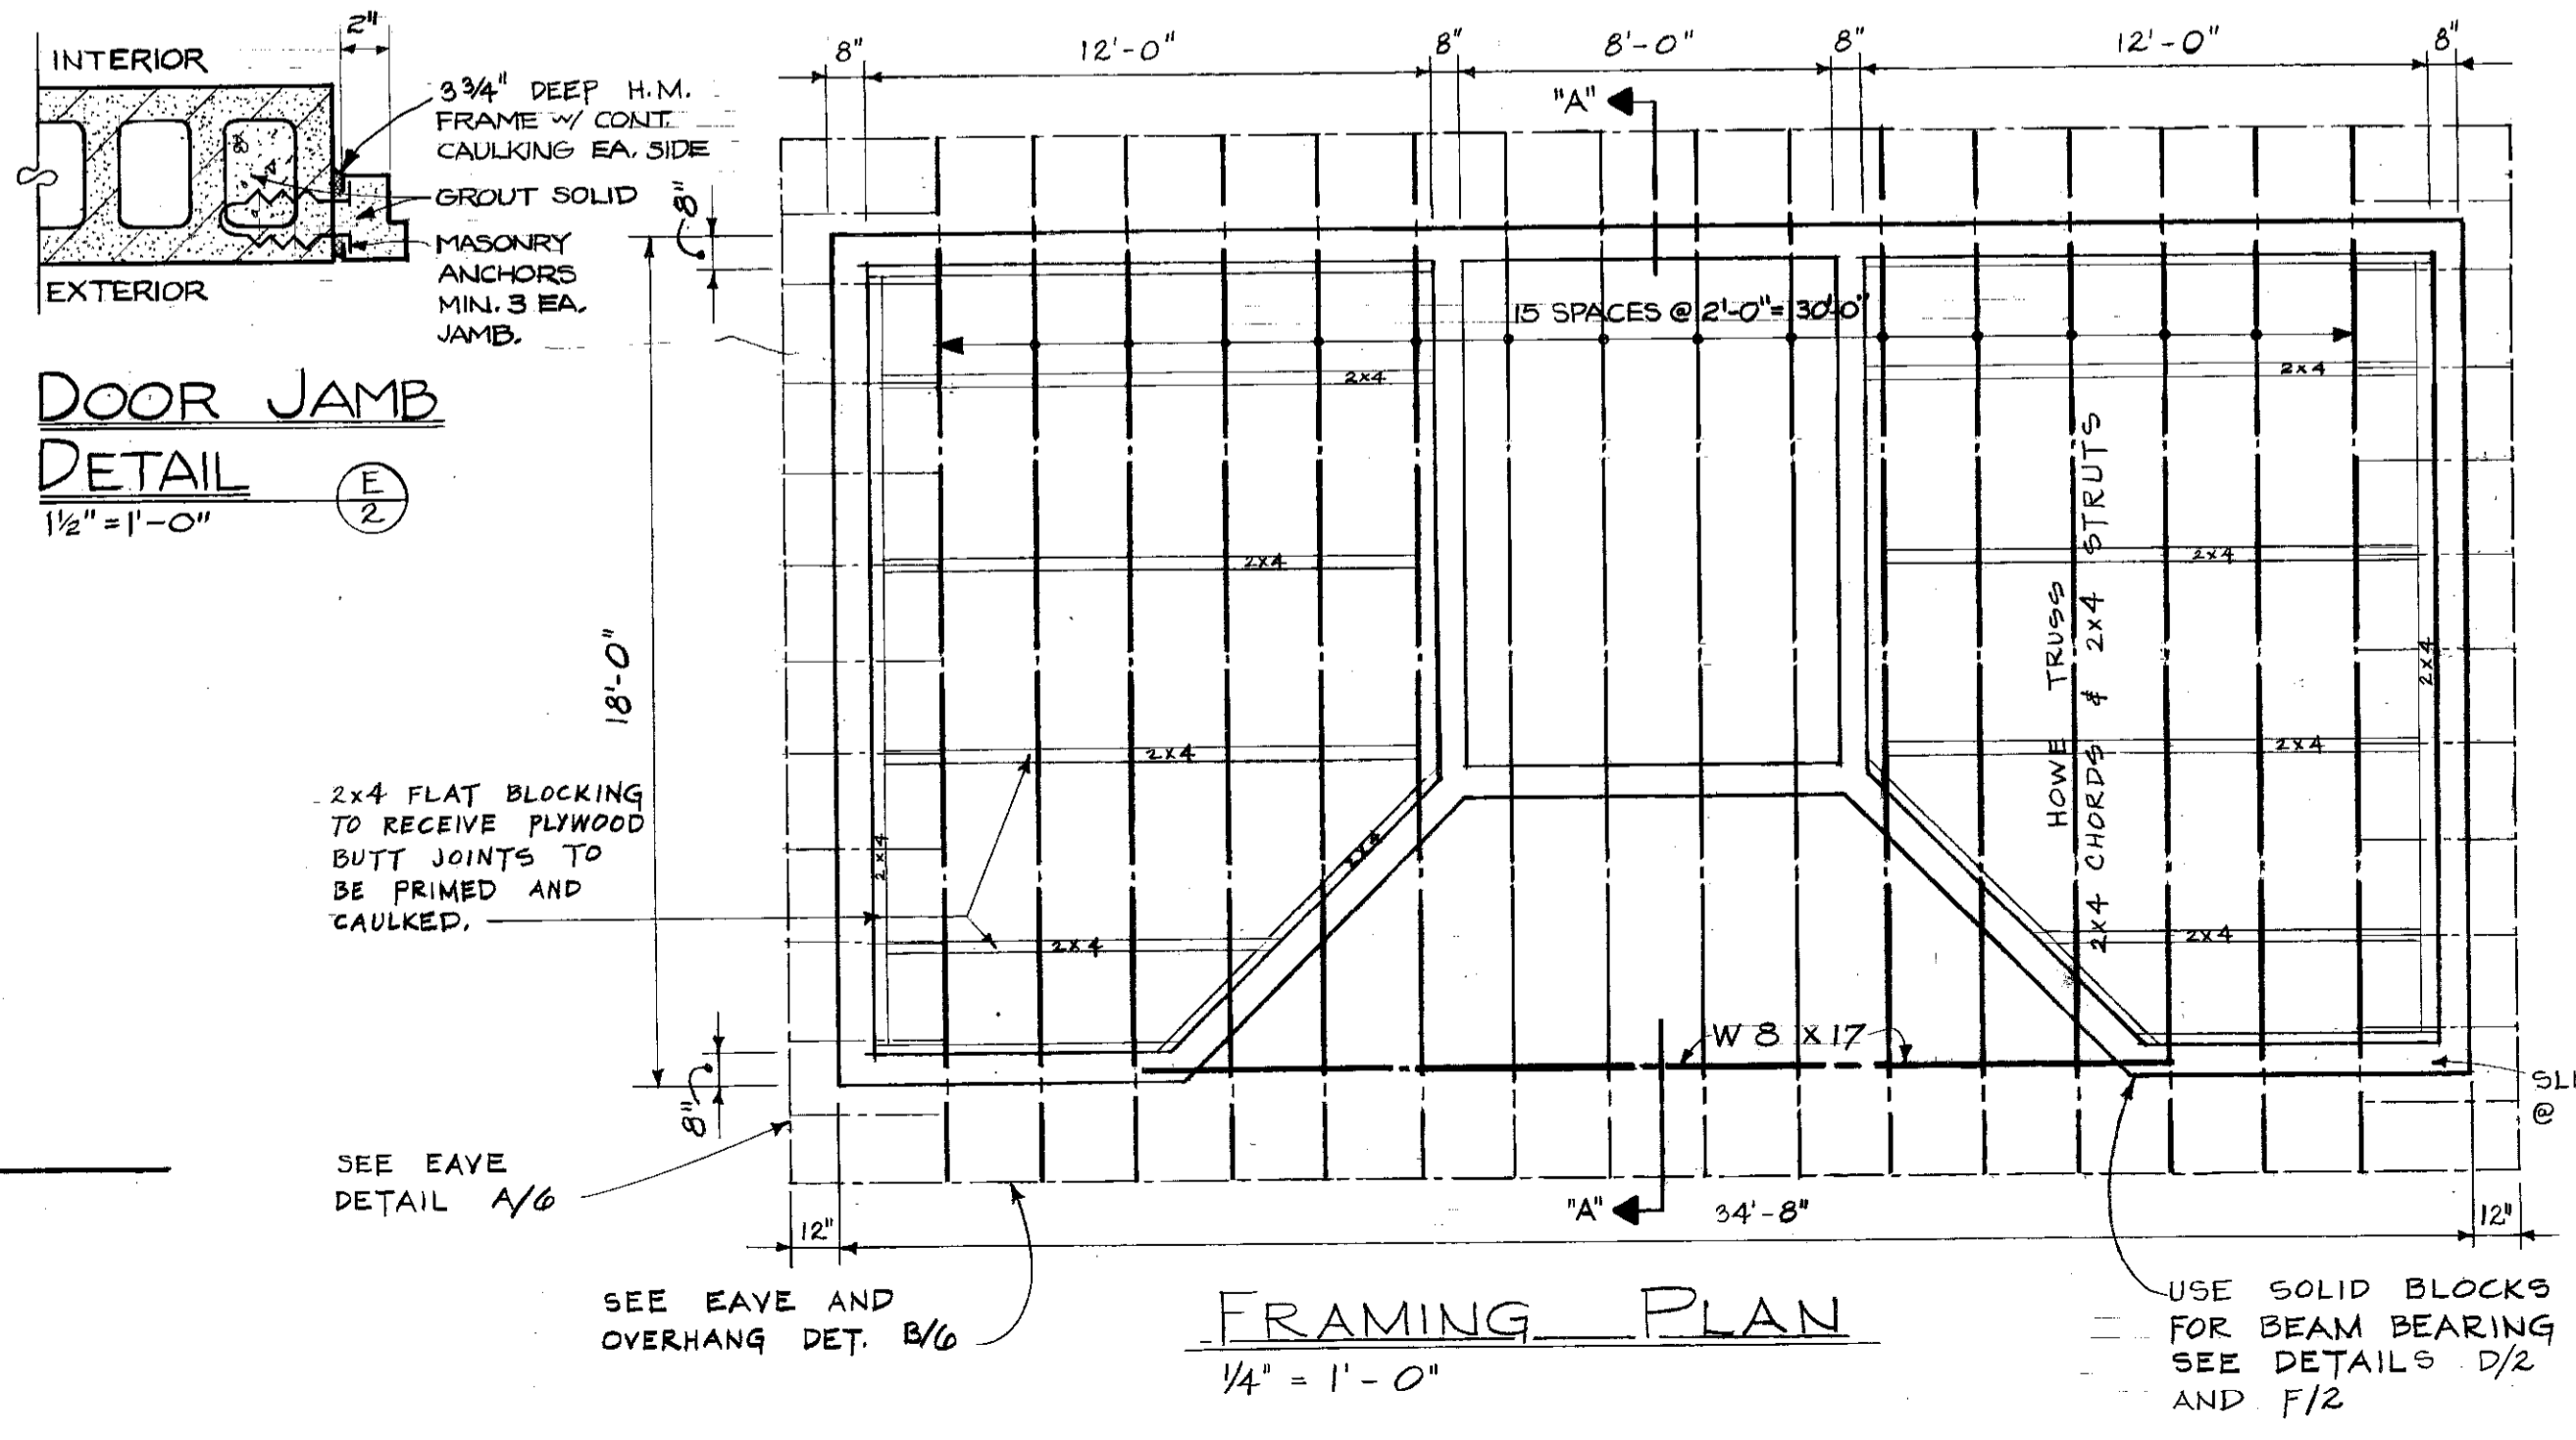 2"
INTERIOR
3 3/4" DEEP H.M.
FRAME W/ CONT.
CAULKING EA. SIDE
GROUT SOLID
MASONRY
ANCHORS
MIN. 3 EA.
JAMB.
EXTERIOR
DOOR JAMB
DETAIL
E
2
1 1/2" = 1'-0"
8"
12'-0"
8"
8'-0"
8"
12'-0"
8"
"A"
8"
15 SPACES @ 2'-0" = 30'-0"
2x4
2x4
2x4
2x4
2x4
2x4
2x4
2x4
2x4
2x4
2x4
HOWE TRUSS
2x4 CHORDS & 2x4 STRUTS
18'-0"
2x4 FLAT BLOCKING
TO RECEIVE PLYWOOD
BUTT JOINTS TO
BE PRIMED AND
CAULKED.
W 8 x 17
8"
@
SEE EAVE
DETAIL A/6
"A"
34'-8"
12"
12"
SEE EAVE AND
OVERHANG DET. B/6
FRAMING PLAN
1/4" = 1'-0"
USE SOLID BLOCKS
FOR BEAM BEARING
SEE DETAILS D/2
AND F/2